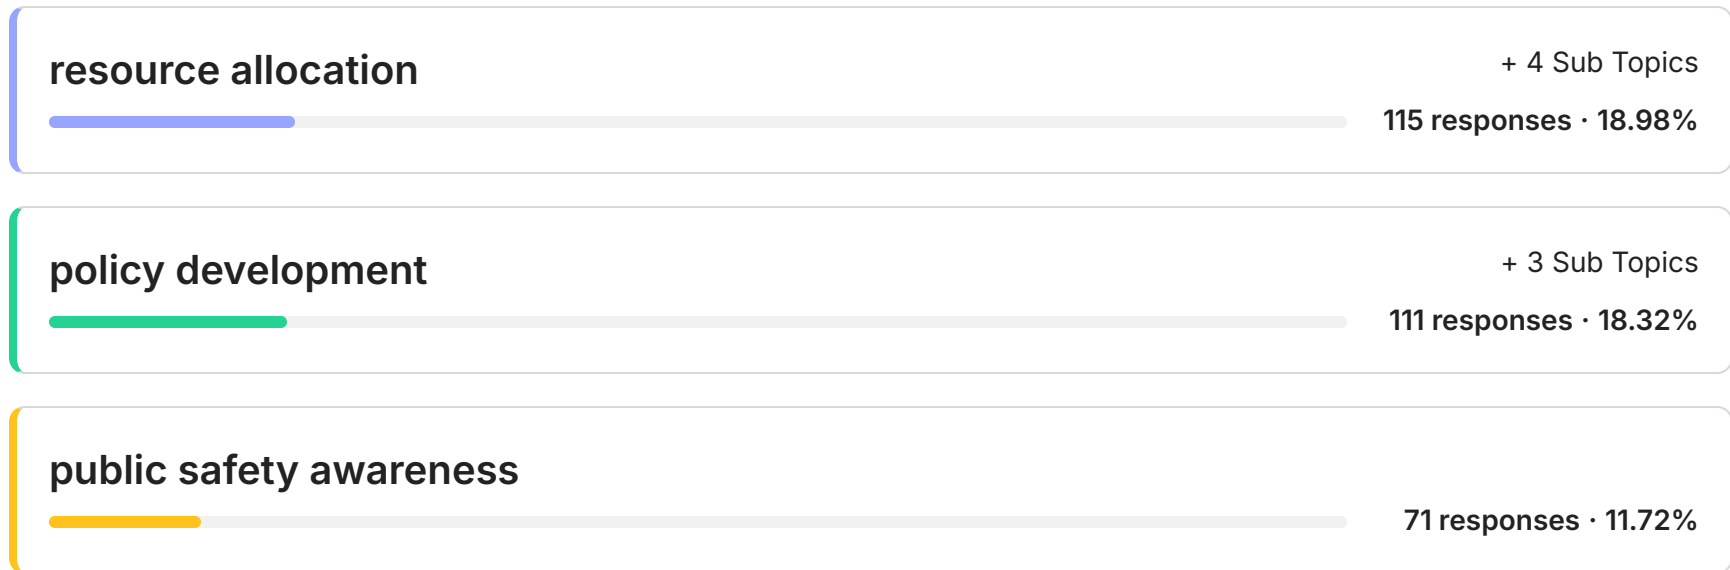 resource allocation
+ 4 Sub Topics
115 responses · 18.98%
policy development
+ 3 Sub Topics
111 responses · 18.32%
public safety awareness
71 responses · 11.72%